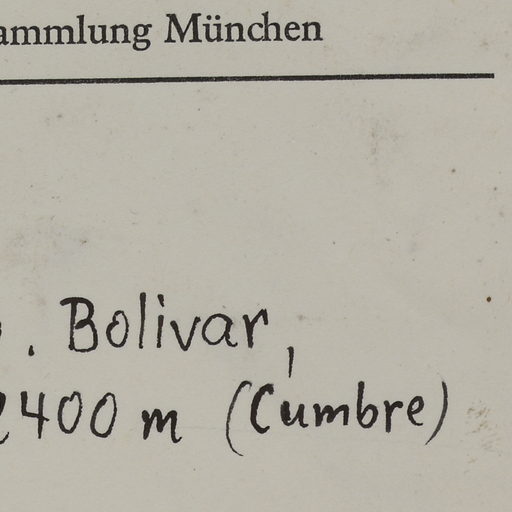 ammlung München
. Bolivar,
2400 m (Cumbre)